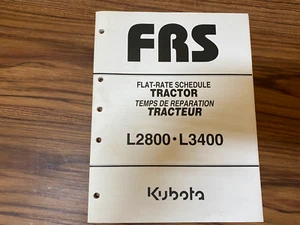 FRS
FLAT-RATE SCHEDULE
TRACTOR
TEMPS DE REPARATION
TRACTEUR
L2800・L3400
Kubota